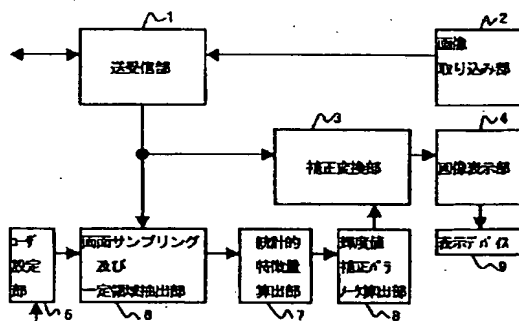 1
送受信部
2
画像
取り込み部
3
補正変換部
4
画像表示部
ユーザ
設定
部
5
画面サンプリング
及び
一定領域抽出部
6
統計的
特徴量
算出部
7
輝度値
補正パラ
メータ算出部
8
表示デバイス
9